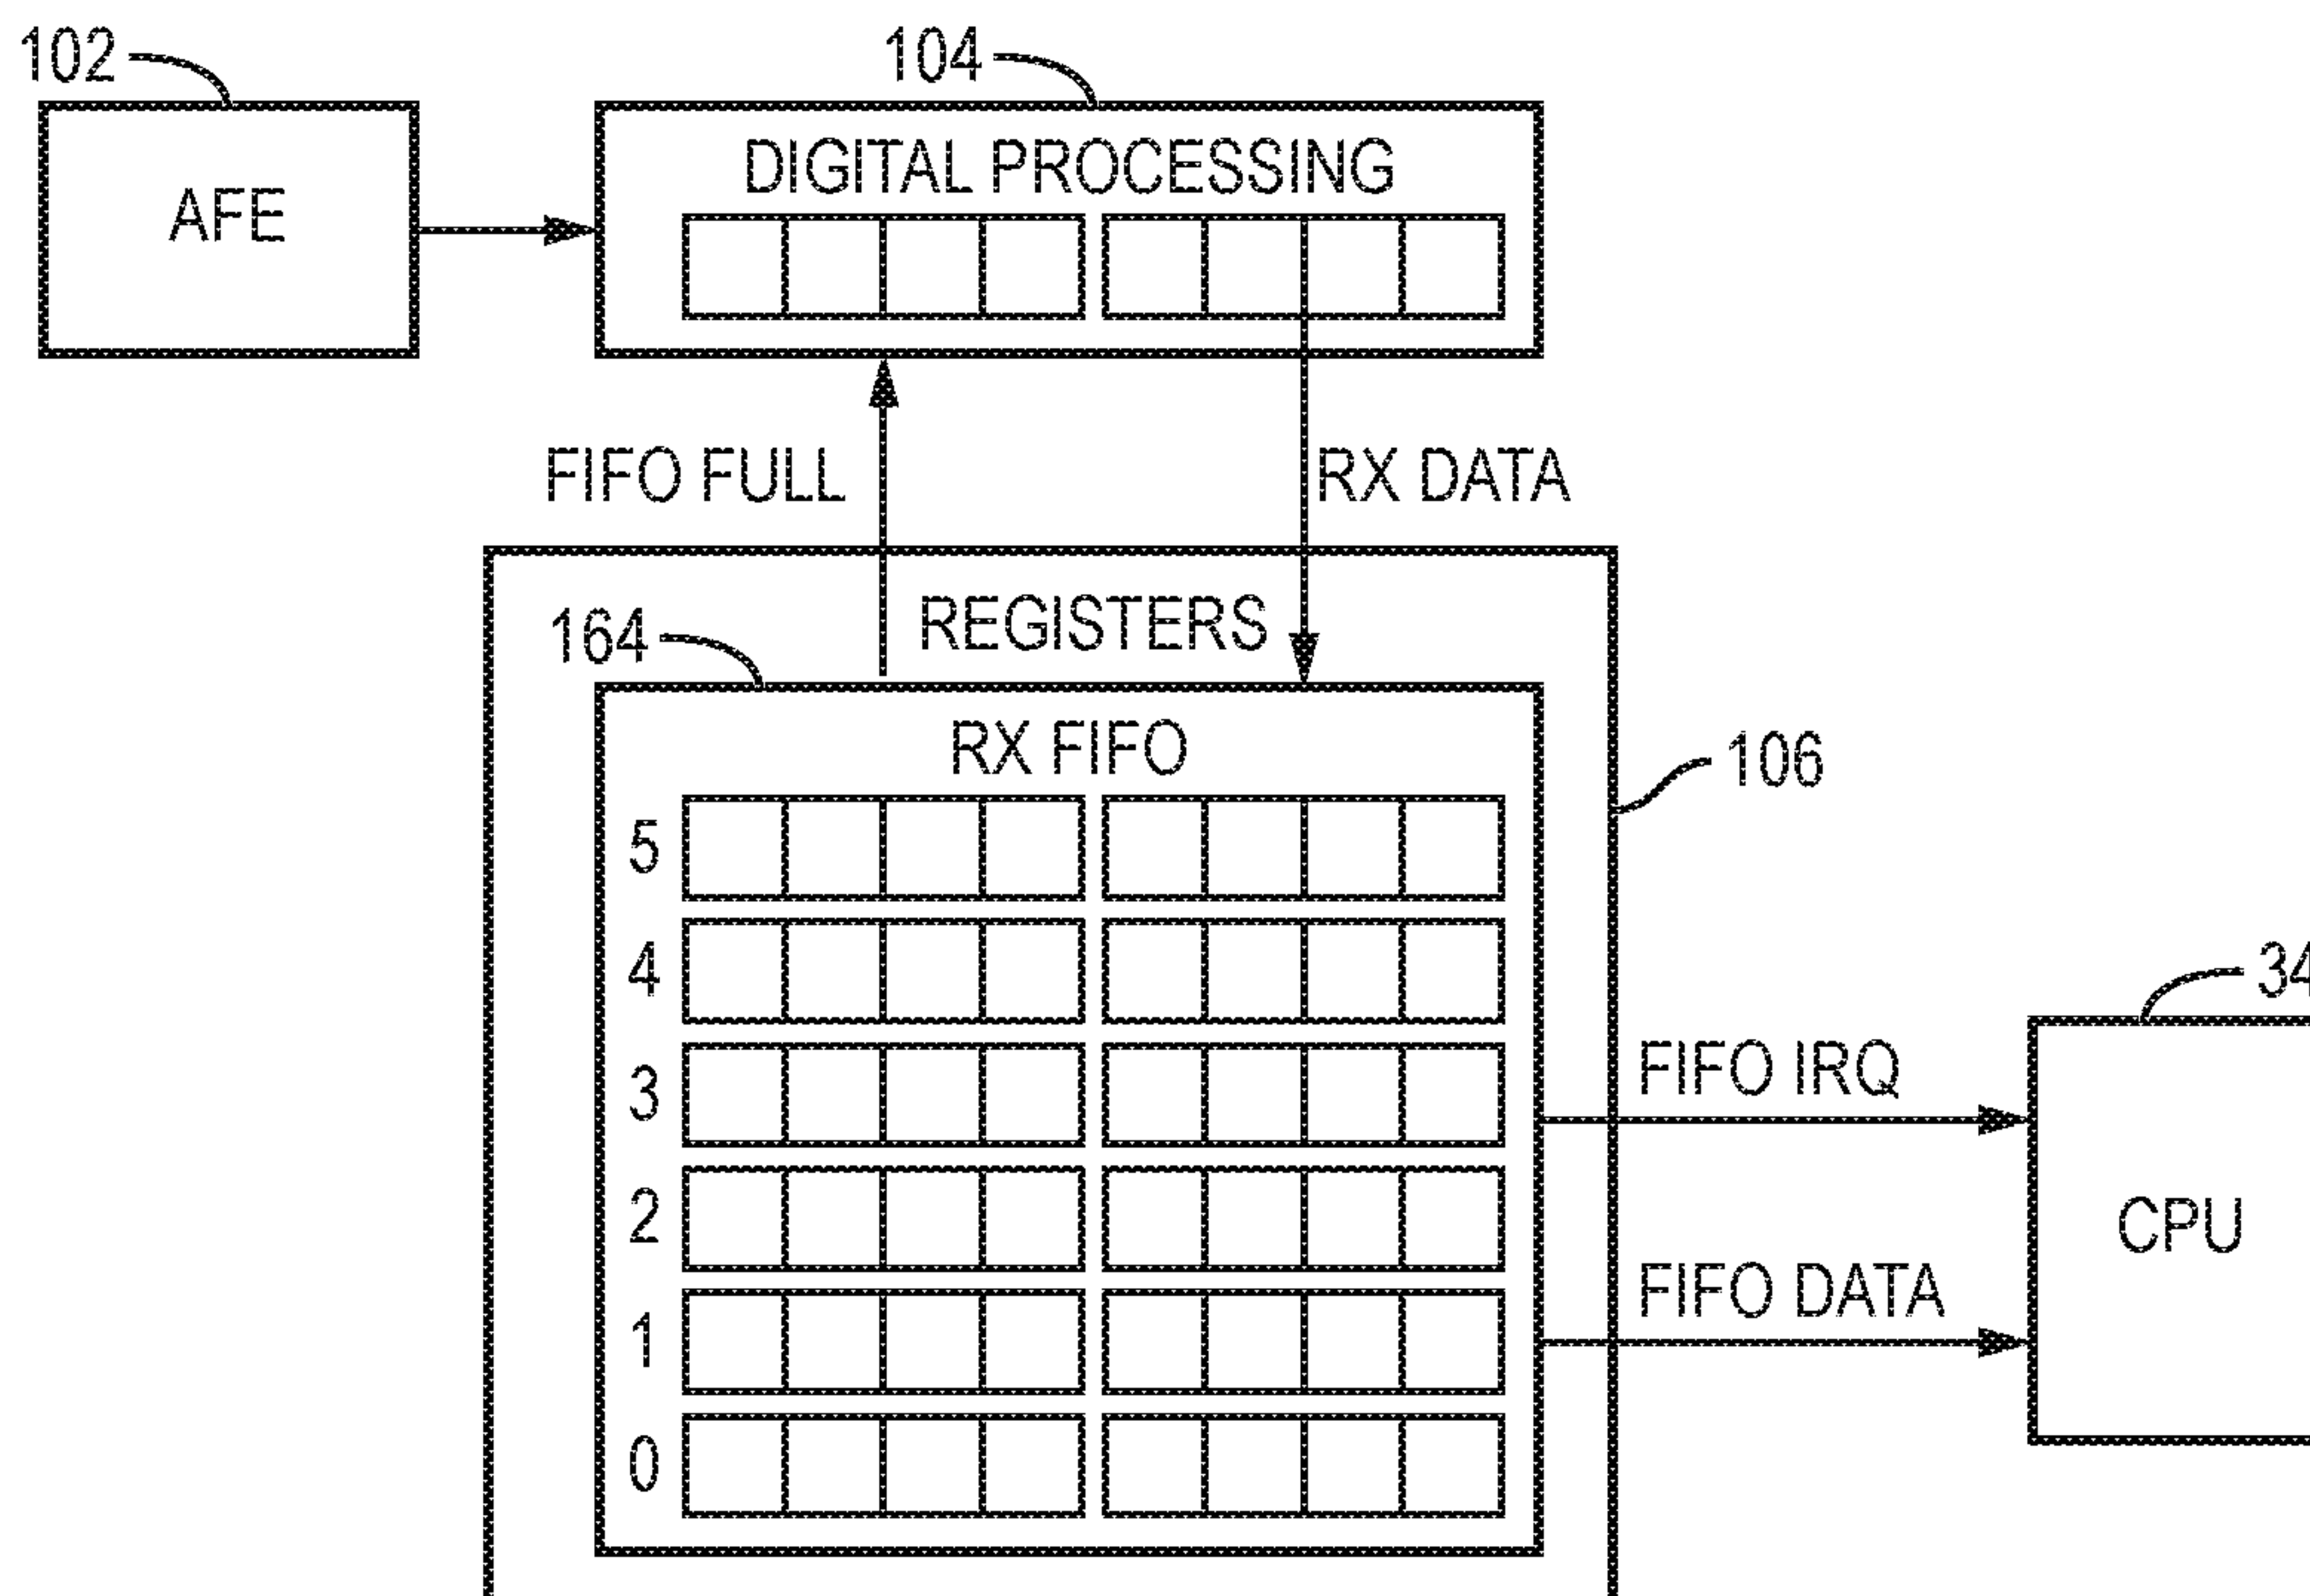 102
104
AFE
DIGITAL PROCESSING
FIFO FULL
RX DATA
REGISTERS
164
RX FIFO
106
5
4
34
3
FIFO IRQ
2
CPU
FIFO DATA
1
0